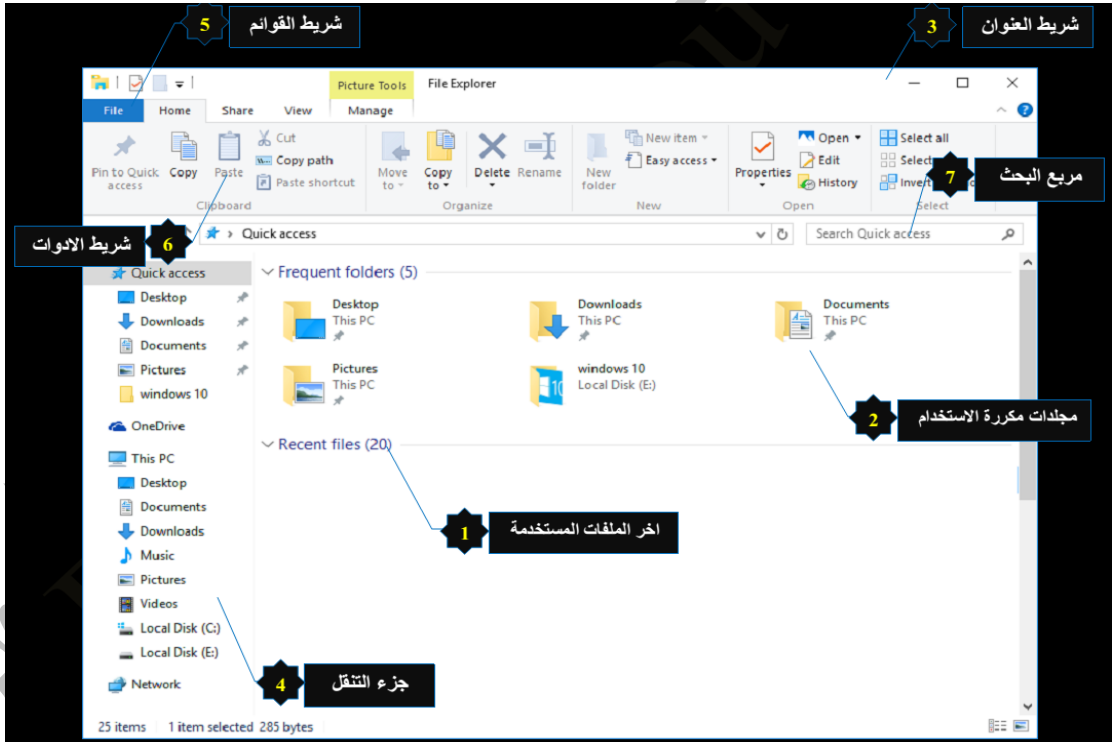 شريط القوائم
5
شريط العنوان
3
Picture Tools
File Explorer
File
Home
Share
View
Manage
Pin to Quick access
Copy
Paste
Cut
Copy path
Paste shortcut
Clipboard
Move to
Copy to
Delete
Rename
Organize
New folder
New item
Easy access
New
Properties
Open
Edit
History
Open
Select all
Select
Invert
Select
مربع البحث
7
شريط الادوات
6
Quick access
Search Quick access
Quick access
Desktop
Downloads
Documents
Pictures
windows 10
OneDrive
This PC
Desktop
Documents
Downloads
Music
Pictures
Videos
Local Disk (C:)
Local Disk (E:)
Network
Frequent folders (5)
Desktop
This PC
Downloads
This PC
Documents
This PC
Pictures
This PC
windows 10
Local Disk (E:)
مجلدات مكررة الاستخدام
2
Recent files (20)
اخر الملفات المستخدمة
1
جزء التنقل
4
25 items
1 item selected
285 bytes